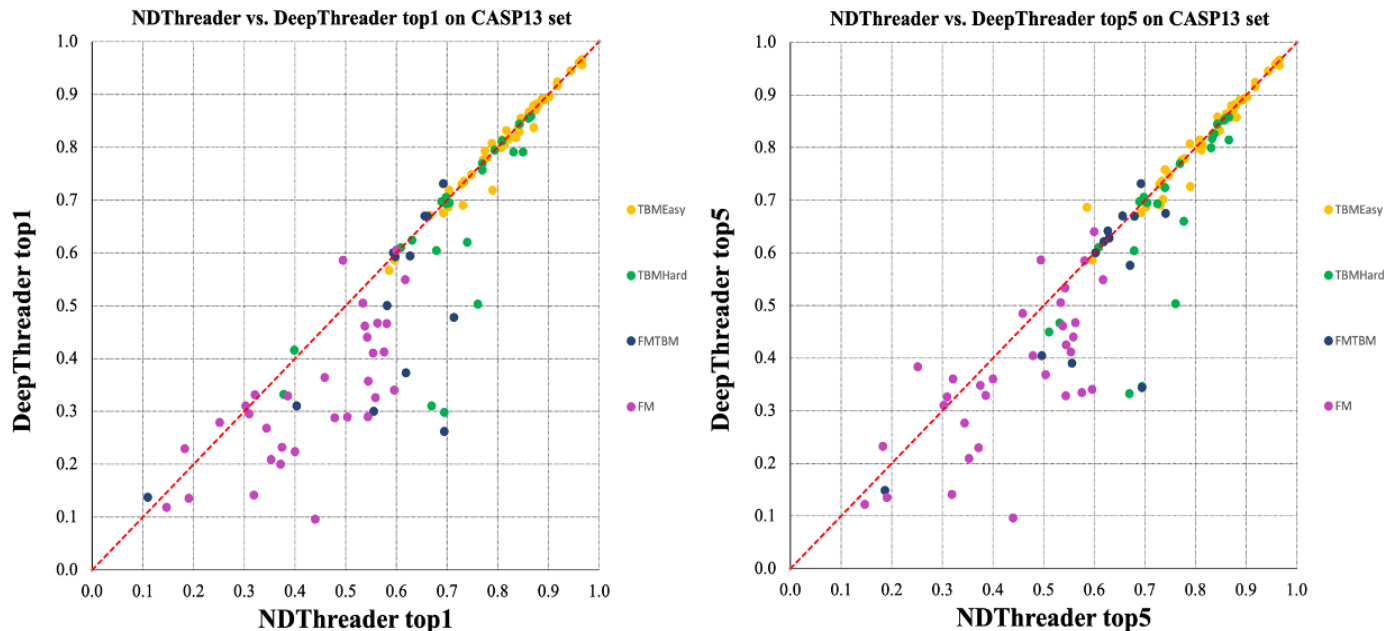 NDThreader vs. DeepThreader top1 on CASP13 set
DeepThreader top1
1.0
0.9
0.8
0.7
0.6
0.5
0.4
0.3
0.2
0.1
0.0
0.0 0.1 0.2 0.3 0.4 0.5 0.6 0.7 0.8 0.9 1.0
NDThreader top1
TBMEasy
TBMHard
FMTBM
FM
NDThreader vs. DeepThreader top5 on CASP13 set
DeepThreader top5
1.0
0.9
0.8
0.7
0.6
0.5
0.4
0.3
0.2
0.1
0.0
0.0 0.1 0.2 0.3 0.4 0.5 0.6 0.7 0.8 0.9 1.0
NDThreader top5
TBMEasy
TBMHard
FMTBM
FM